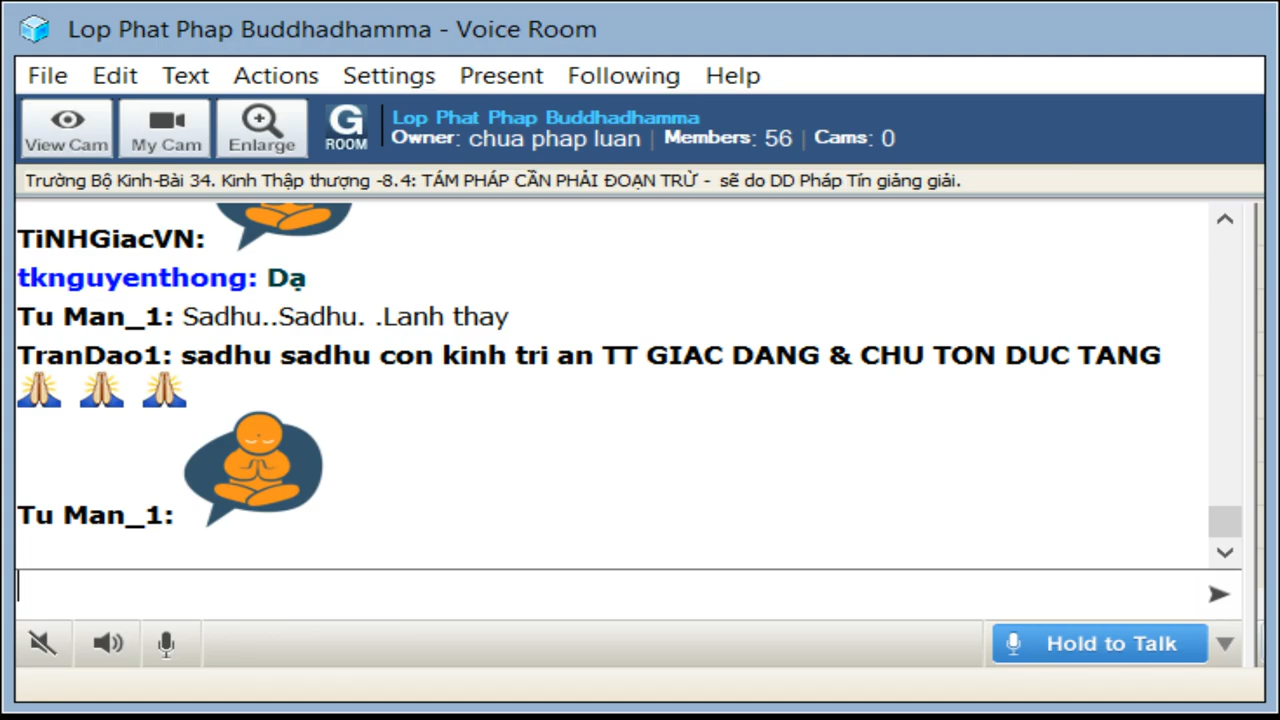 Lop Phat Phap Buddhadhamma - Voice Room
File Edit Text Actions Settings Present Following Help
View Cam My Cam Enlarge G ROOM
Lop Phat Phap Buddhadhamma
Owner: chua phap luan | Members: 56 | Cams: 0
Trường Bộ Kinh-Bài 34. Kinh Thập thượng -8.4: TÁM PHÁP CẦN PHẢI ĐOẠN TRỪ - sẽ do DD Pháp Tín giảng giải.
TiNHGiacVN:
tknguyenthong: Dạ
Tu Man_1: Sadhu..Sadhu. .Lanh thay
TranDao1: sadhu sadhu con kinh tri an TT GIAC DANG & CHU TON DUC TANG
Tu Man_1:
Hold to Talk